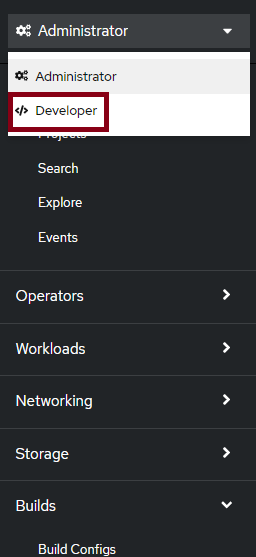 Administrator
Administrator
Developer
Projects
Search
Explore
Events
Operators
Workloads
Networking
Storage
Builds
Build Configs